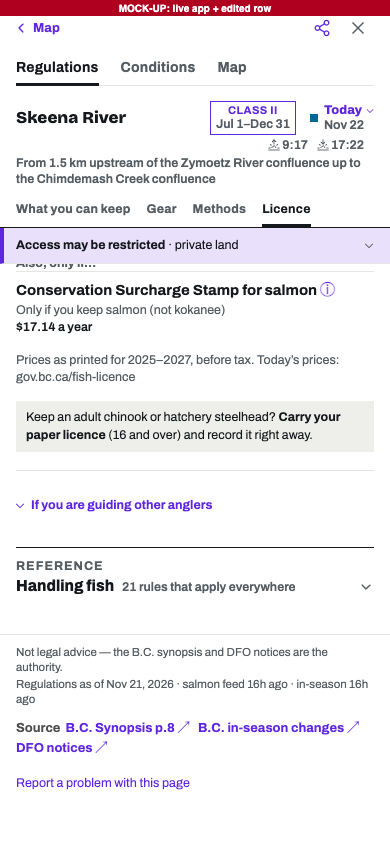 MOCK-UP: live app + edited row
Map
Regulations Conditions Map
Skeena River
CLASS II
Jul 1–Dec 31
Today
Nov 22
9:17 17:22
From 1.5 km upstream of the Zymoetz River confluence up to
the Chimdemash Creek confluence
What you can keep Gear Methods Licence
Access may be restricted · private land
Also, only if...
Conservation Surcharge Stamp for salmon
Only if you keep salmon (not kokanee)
$17.14 a year
Prices as printed for 2025–2027, before tax. Today's prices:
gov.bc.ca/fish-licence
Keep an adult chinook or hatchery steelhead? Carry your
paper licence (16 and over) and record it right away.
If you are guiding other anglers
REFERENCE
Handling fish 21 rules that apply everywhere
Not legal advice — the B.C. synopsis and DFO notices are the
authority.
Regulations as of Nov 21, 2026 · salmon feed 16h ago · in-season 16h
ago
Source B.C. Synopsis p.8 ↗ B.C. in-season changes ↗
DFO notices ↗
Report a problem with this page